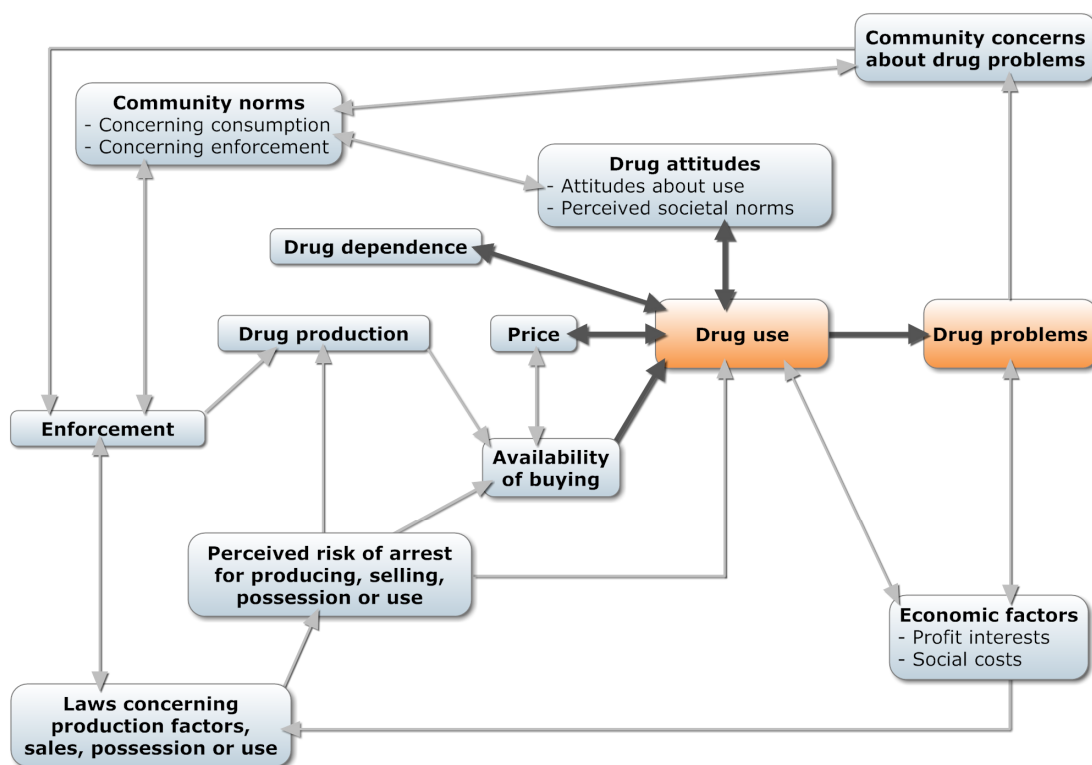 Community concerns
about drug problems
Community norms
- Concerning consumption
- Concerning enforcement
Drug attitudes
- Attitudes about use
- Perceived societal norms
Drug dependence
Drug production
Price
Drug use
Drug problems
Enforcement
Availability
of buying
Perceived risk of arrest
for producing, selling,
possession or use
Economic factors
- Profit interests
- Social costs
Laws concerning
production factors,
sales, possession or use